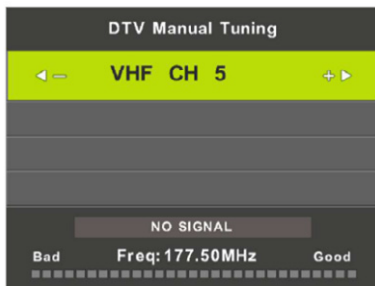 DTV Manual Tuning
VHF CH 5
NO SIGNAL
Bad Freq:177.50MHz Good